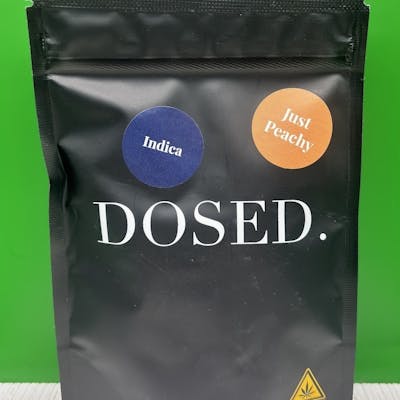 Indica
Just
Peachy
DOSED.